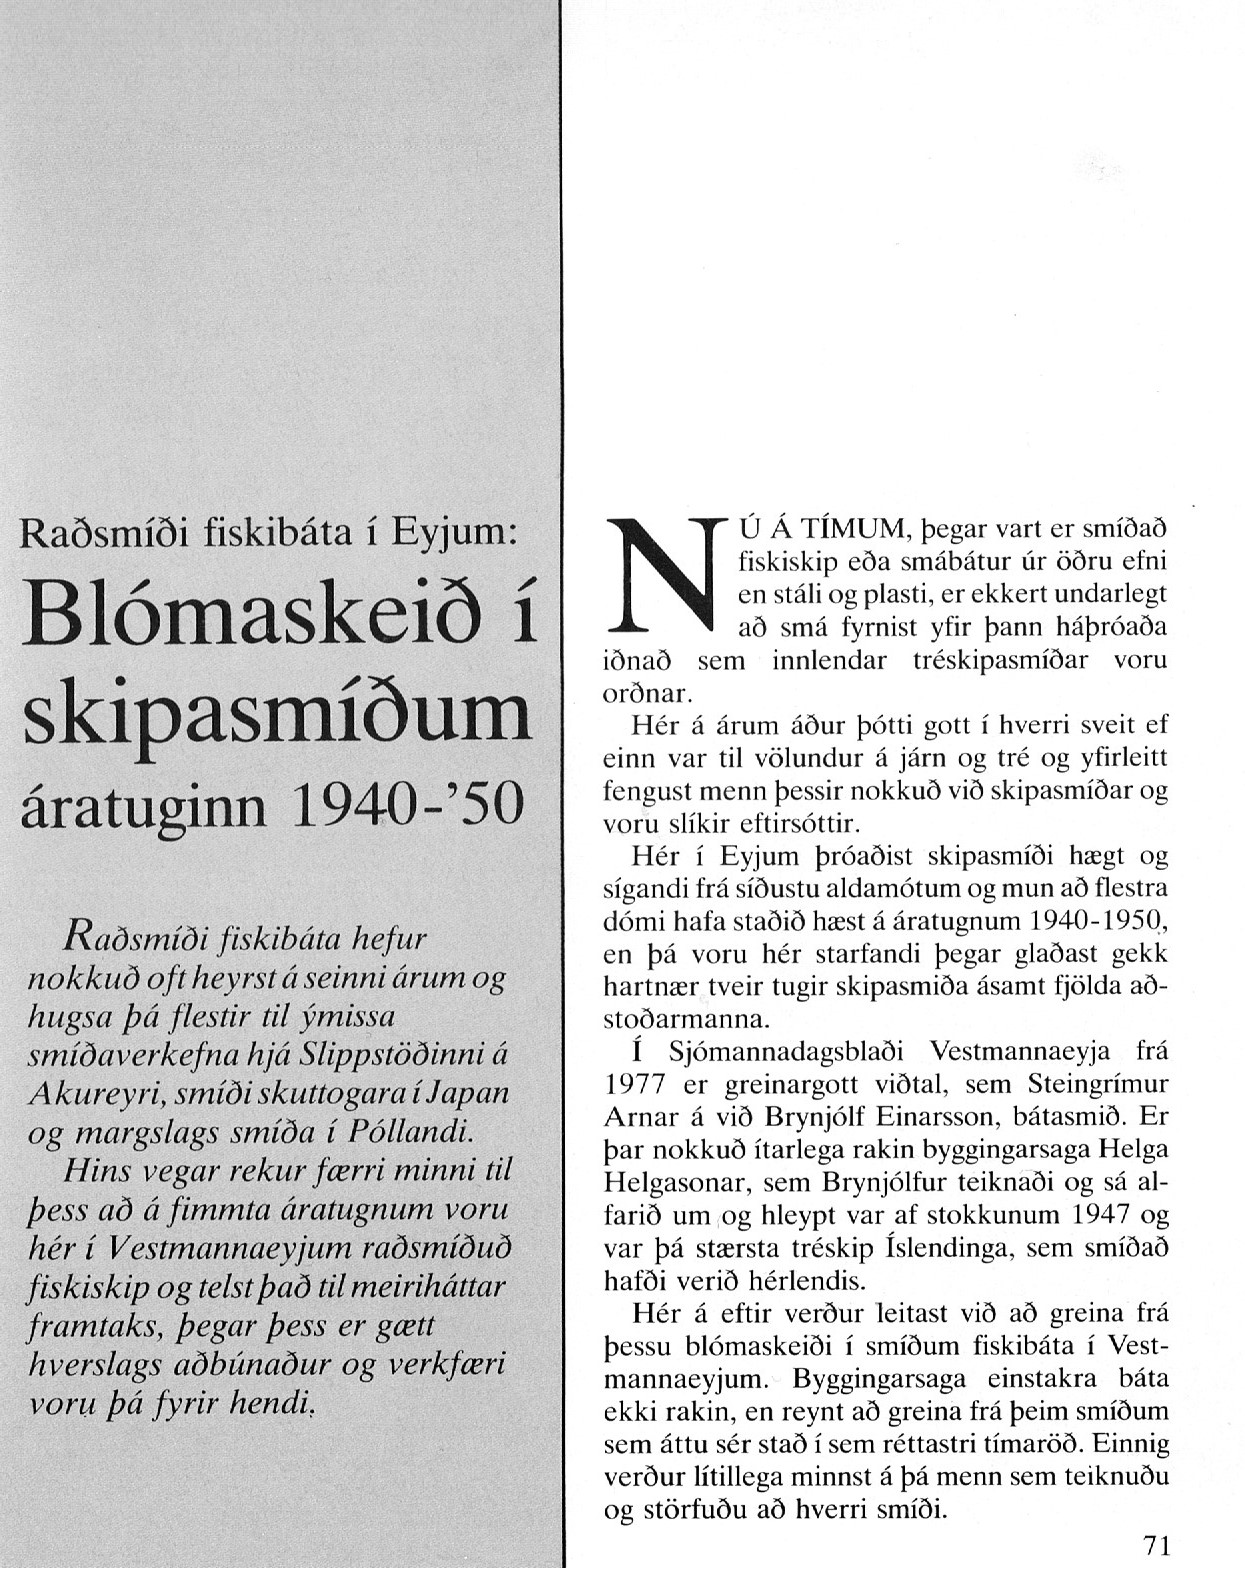 Raðsmíði fiskibáta í Eyjum:
Blómaskeið í
skipasmíðum
áratuginn 1940-’50
Raðsmíði fiskibáta hefur
nokkuð oft heyrst á seinni árum og
hugsa þá flestir til ýmissa
smíðaverkefna hjá Slippstöðinni á
Akureyri, smíði skuttogara í Japan
og margslags smíða í Póllandi.
Hins vegar rekur færri minni til
þess að á fimmta áratugnum voru
hér í Vestmannaeyjum raðsmíðuð
fiskiskip og telst það til meiriháttar
framtaks, þegar þess er gætt
hverslags aðbúnaður og verkfæri
voru þá fyrir hendi.
NÚ Á TÍMUM, þegar vart er smíðað
fiskiskip eða smábátur úr öðru efni
en stáli og plasti, er ekkert undarlegt
að smá fyrnist yfir þann háþróaða
iðnað sem innlendar tréskipasmíðar voru
orðnar.
Hér á árum áður þótti gott í hverri sveit ef
einn var til völundur á járn og tré og yfirleitt
fengust menn þessir nokkuð við skipasmíðar og
voru slíkir eftirsóttir.
Hér í Eyjum þróaðist skipasmíði hægt og
sígandi frá síðustu aldamótum og mun að flestra
dómi hafa staðið hæst á áratugnum 1940-1950,
en þá voru hér starfandi þegar glaðast gekk
hartnær tveir tugir skipasmiða ásamt fjölda að-
stoðarmanna.
Í Sjómannadagsblaði Vestmannaeyja frá
1977 er greinargott viðtal, sem Steingrímur
Arnar á við Brynjólf Einarsson, bátasmið. Er
þar nokkuð ítarlega rakin byggingarsaga Helga
Helgasonar, sem Brynjólfur teiknaði og sá al-
farið um og hleypt var af stokkunum 1947 og
var þá stærsta tréskip Íslendinga, sem smíðað
hafði verið hérlendis.
Hér á eftir verður leitast við að greina frá
þessu blómaskeiði í smíðum fiskibáta í Vest-
mannaeyjum. Byggingarsaga einstakra báta
ekki rakin, en reynt að greina frá þeim smíðum
sem áttu sér stað í sem réttastri tímaröð. Einnig
verður lítillega minnst á þá menn sem teiknuðu
og störfuðu að hverri smíði.
71